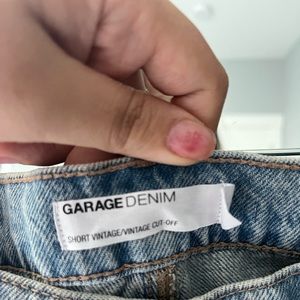 GARAGE DENIM
SHORT VINTAGE/VINTAGE CUT-OFF